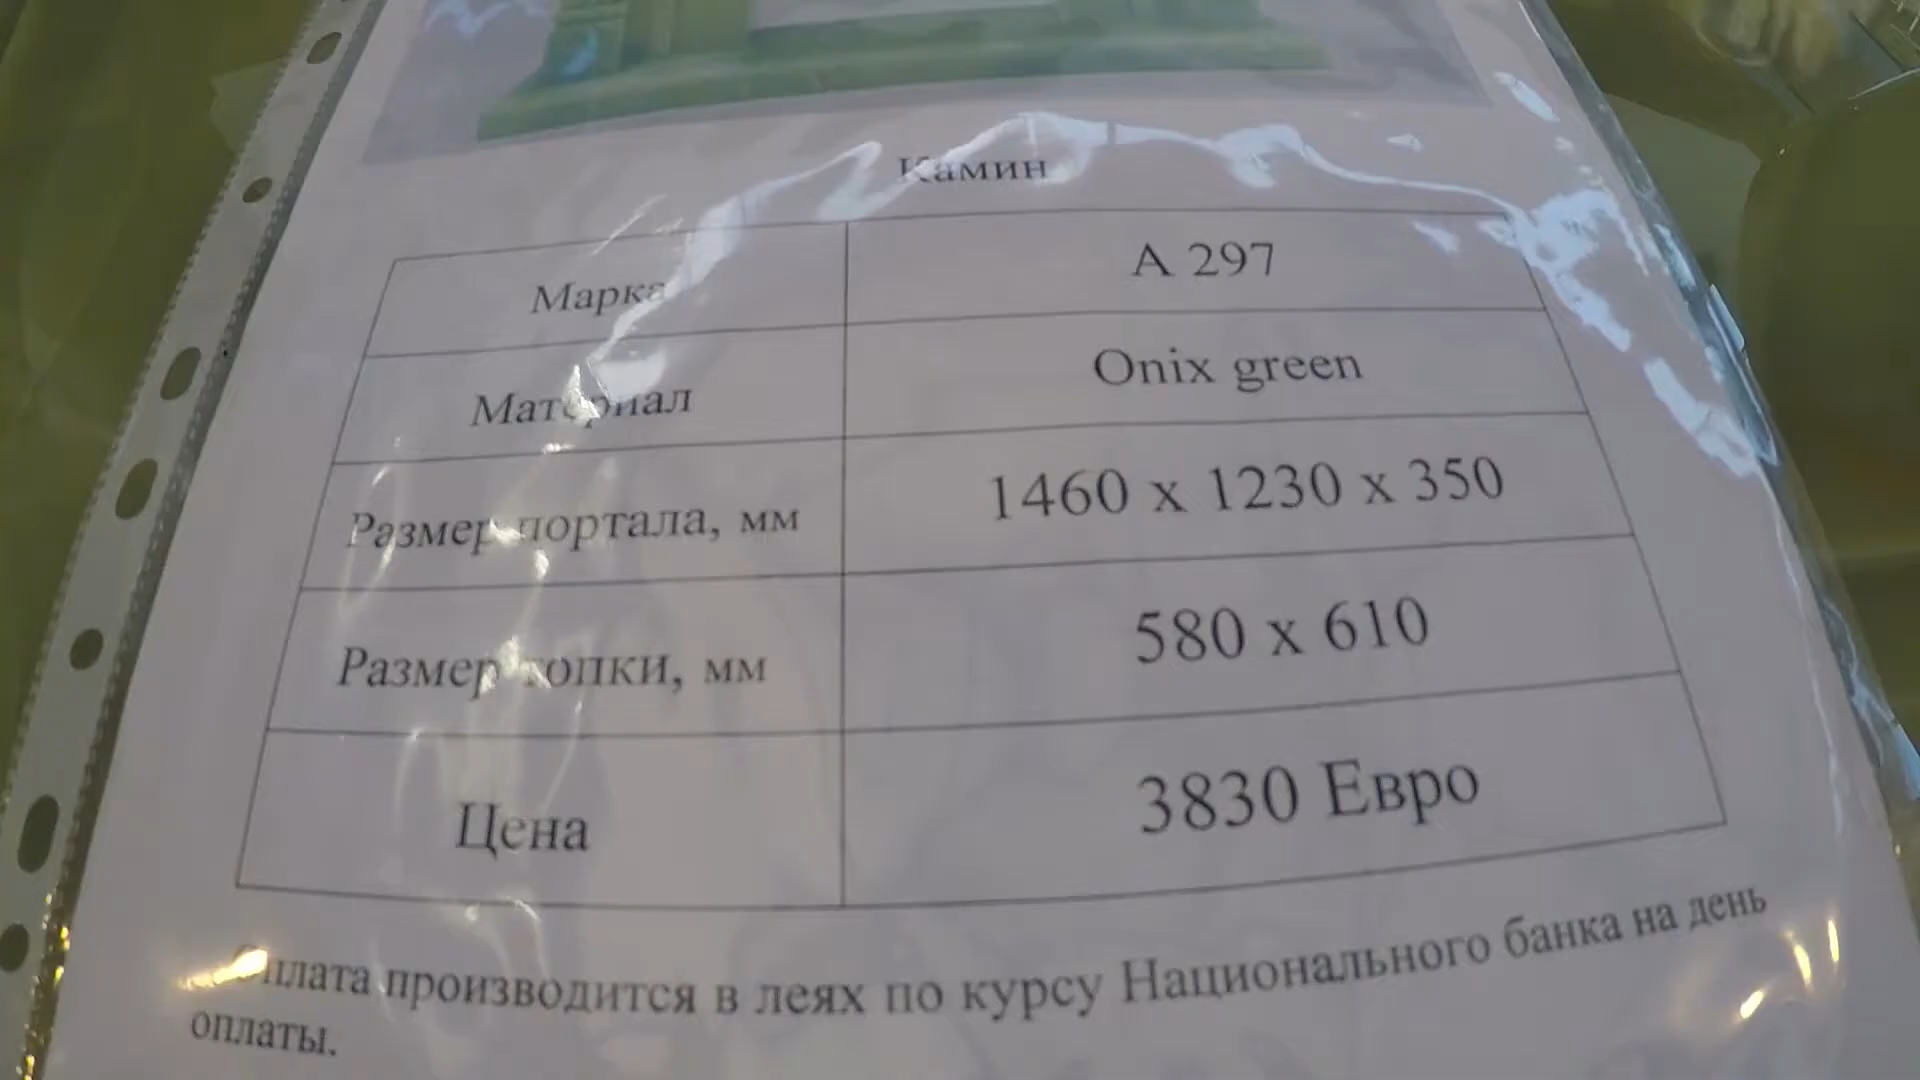 Камин
Марка A 297
Материал Onix green
Размер портала, мм 1460 x 1230 x 350
Размер топки, мм 580 x 610
Цена 3830 Евро
Оплата производится в леях по курсу Национального банка на день
оплаты.